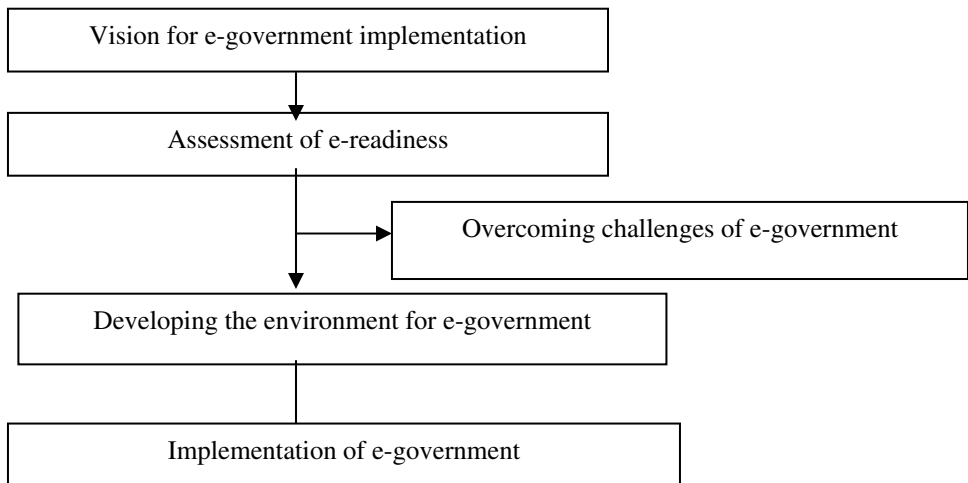 Vision for e-government implementation
Assessment of e-readiness
Overcoming challenges of e-government
Developing the environment for e-government
Implementation of e-government